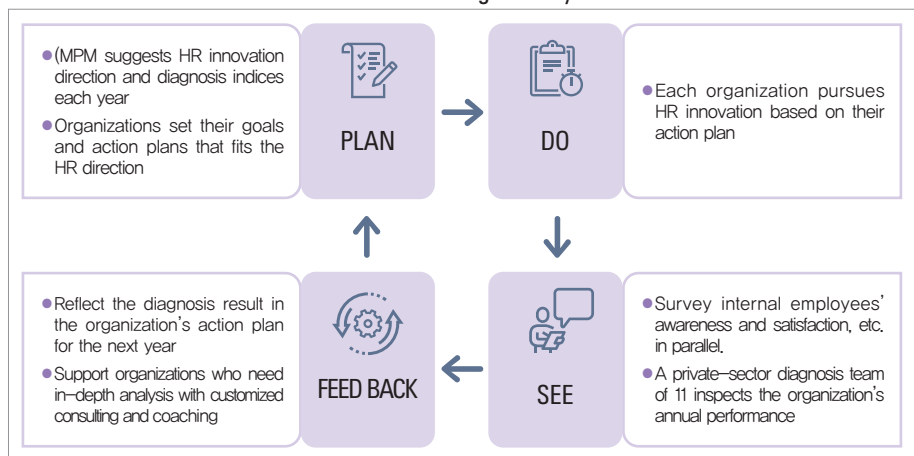 ●(MPM suggests HR innovation
direction and diagnosis indices
each year
●Organizations set their goals
and action plans that fits the
HR direction
PLAN
DO
●Each organization pursues
HR innovation based on their
action plan
●Reflect the diagnosis result in
the organization's action plan
for the next year
●Support organizations who need
in-depth analysis with customized
consulting and coaching
FEED BACK
SEE
●Survey internal employees'
awareness and satisfaction, etc.
in parallel.
●A private-sector diagnosis team
of 11 inspects the organization's
annual performance